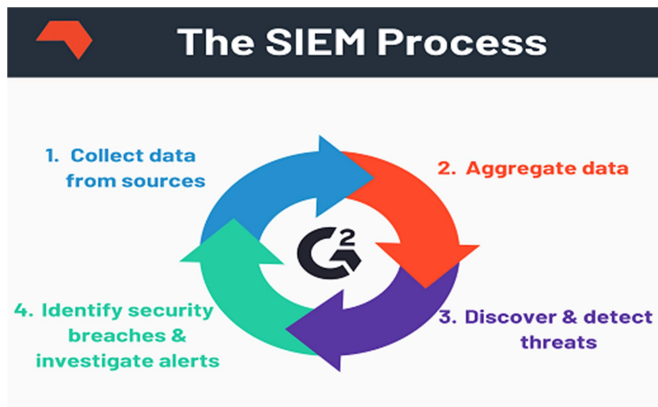 The SIEM Process
1. Collect data
from sources
2. Aggregate data
G2
3. Discover & detect
threats
4. Identify security
breaches &
investigate alerts